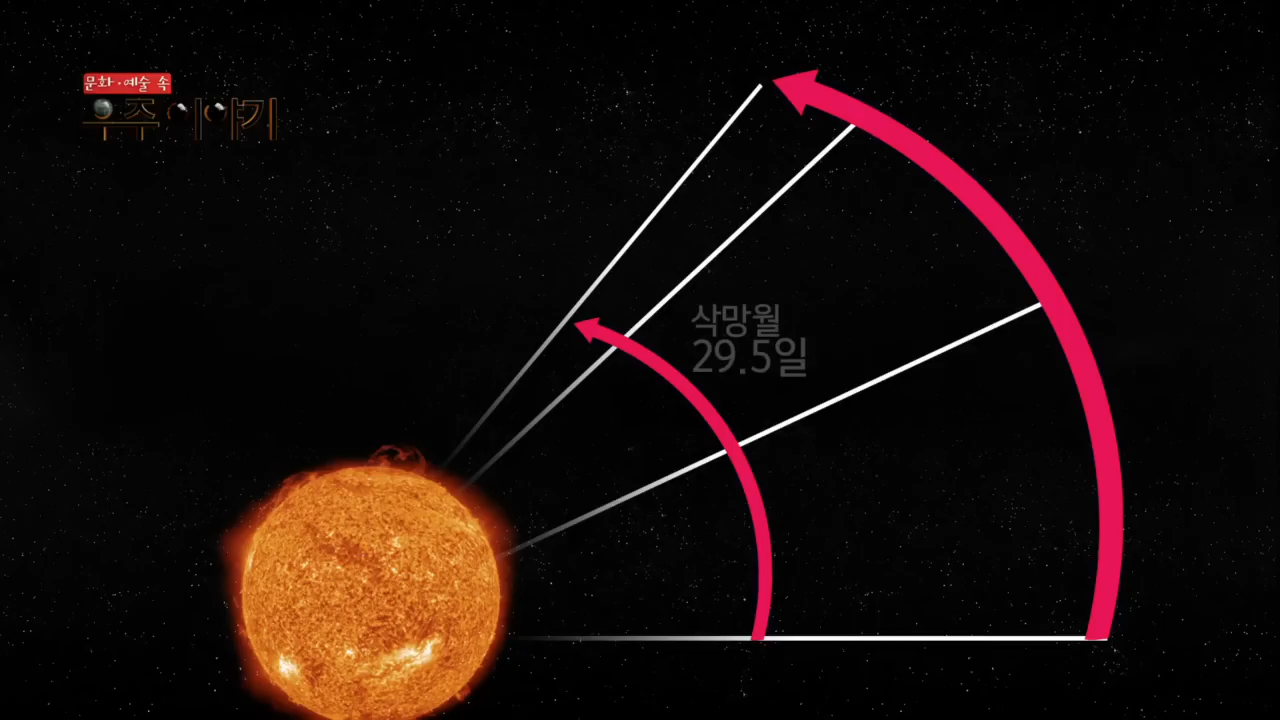 문화·예술 속
우주 이야기
삭망월
29.5일